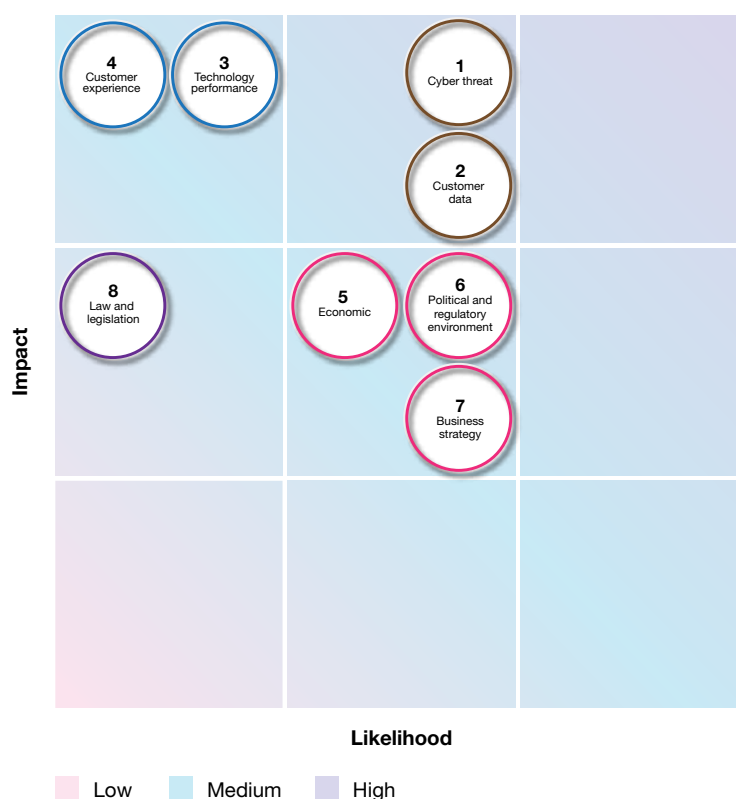 4
Customer
experience
3
Technology
performance
1
Cyber threat
2
Customer
data
8
Law and
legislation
5
Economic
6
Political and
regulatory
environment
7
Business
strategy
Impact
Likelihood
Low
Medium
High